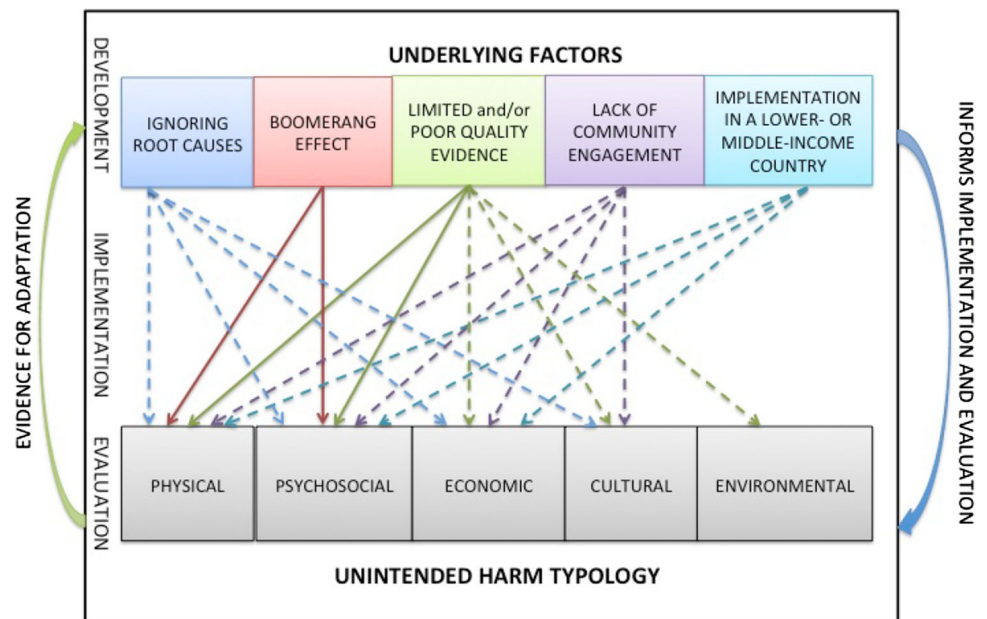 UNDERLYING FACTORS
DEVELOPMENT
IGNORING
ROOT CAUSES
BOOMERANG
EFFECT
LIMITED and/or
POOR QUALITY
EVIDENCE
LACK OF
COMMUNITY
ENGAGEMENT
IMPLEMENTATION
IN A LOWER- OR
MIDDLE-INCOME
COUNTRY
EVIDENCE FOR ADAPTATION
IMPLEMENTATION
INFORMS IMPLEMENTATION AND EVALUATION
EVALUATION
PHYSICAL
PSYCHOSOCIAL
ECONOMIC
CULTURAL
ENVIRONMENTAL
UNINTENDED HARM TYPOLOGY